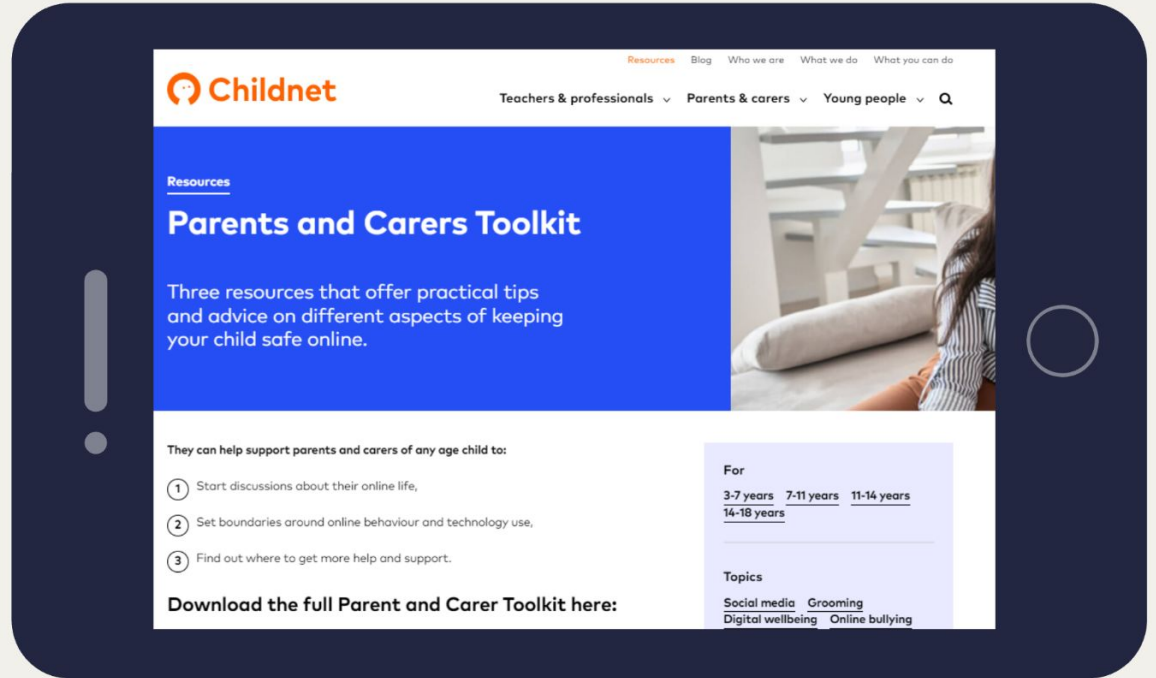 Resources Blog Who we are What we do What you can do
Childnet
Teachers & professionals Parents & carers Young people
Resources
Parents and Carers Toolkit
Three resources that offer practical tips
and advice on different aspects of keeping
your child safe online.
They can help support parents and carers of any age child to:
1 Start discussions about their online life,
2 Set boundaries around online behaviour and technology use,
3 Find out where to get more help and support.
Download the full Parent and Carer Toolkit here:
For
3-7 years 7-11 years 11-14 years
14-18 years
Topics
Social media Grooming
Digital wellbeing Online bullying